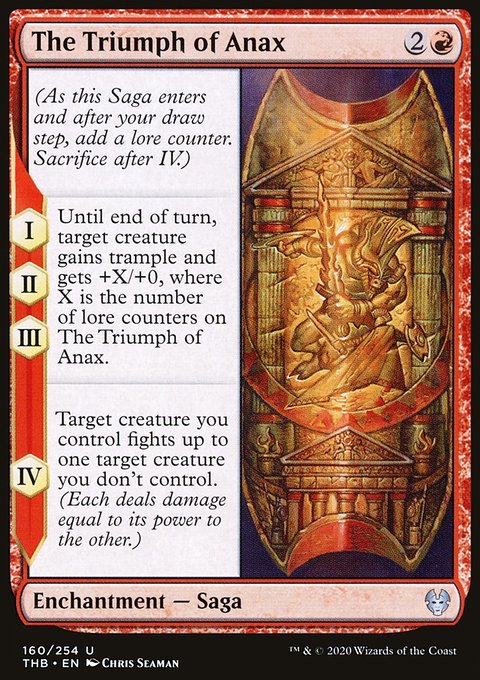 The Triumph of Anax 2
(As this Saga enters
and after your draw
step, add a lore counter.
Sacrifice after IV.)
I
II
III
Until end of turn,
target creature
gains trample and
gets +X/+0, where
X is the number
of lore counters on
The Triumph of
Anax.
IV
Target creature you
control fights up to
one target creature
you don't control.
(Each deals damage
equal to its power to
the other.)
Enchantment — Saga
160/254 U
THB • EN Chris Seaman
™ & © 2020 Wizards of the Coast